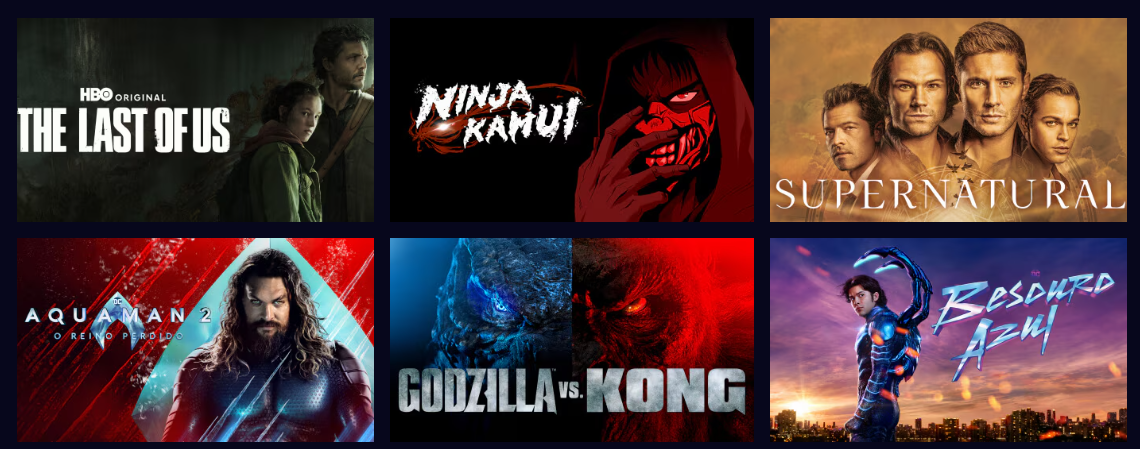 HBO ORIGINAL
THE LAST OF US
NINJA
KAMUI
SUPERNATURAL
DC
AQUAMAN 2
O REINO PERDIDO
GODZILLA VS. KONG
DC
BESOURO
AZUL